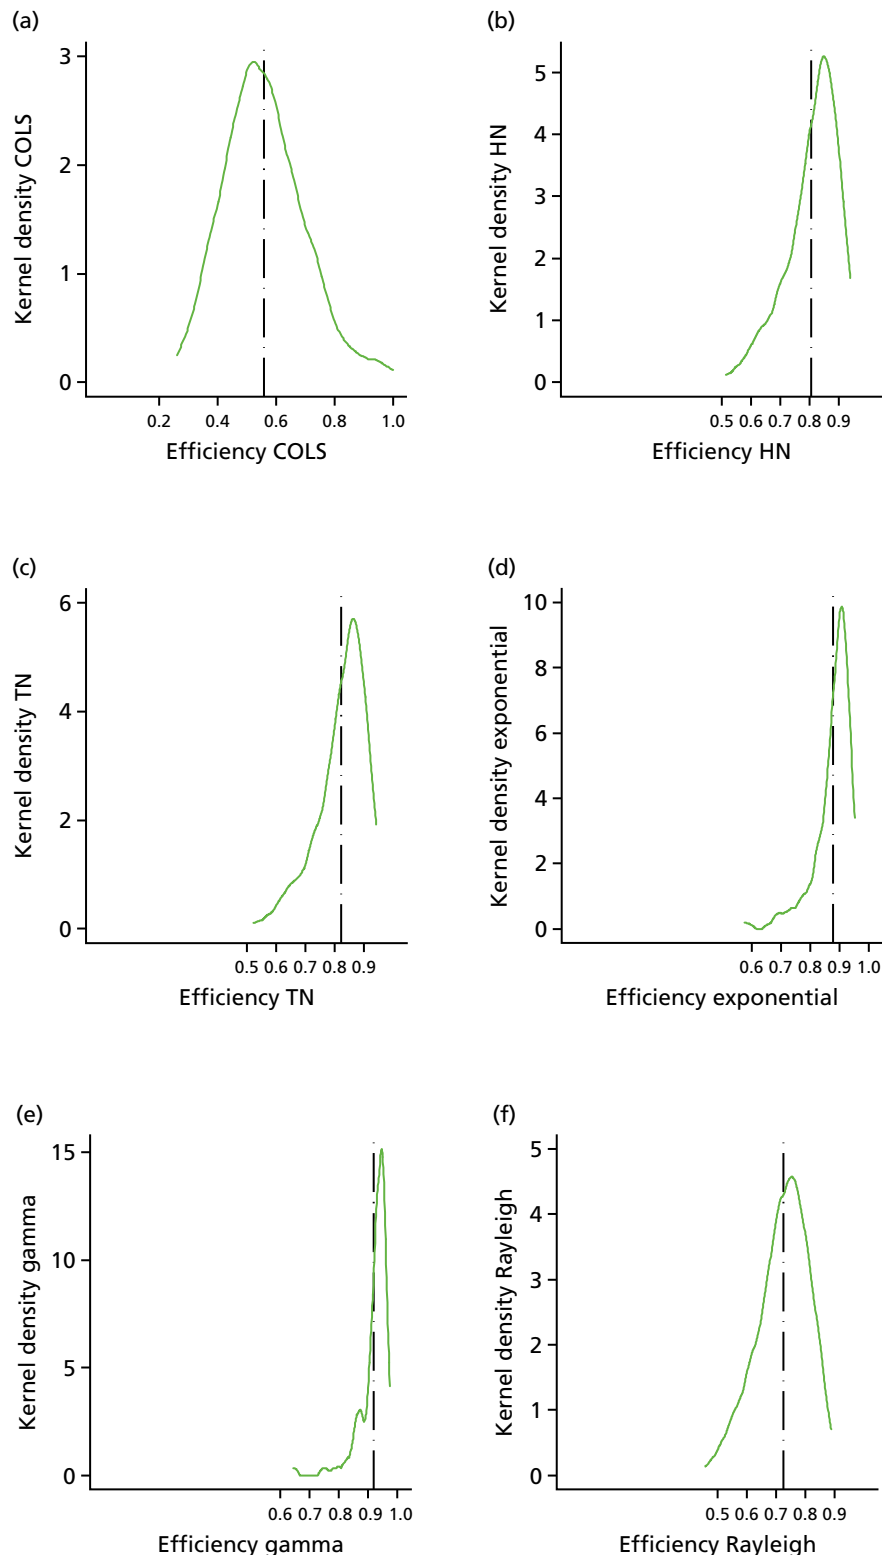 (a)
Kernel density COLS
3
2
1
0
0.2 0.4 0.6 0.8 1.0
Efficiency COLS
(b)
Kernel density HN
5
4
3
2
1
0
0.5 0.6 0.7 0.8 0.9
Efficiency HN
(c)
Kernel density TN
6
4
2
0
0.5 0.6 0.7 0.8 0.9
Efficiency TN
(d)
Kernel density exponential
10
8
6
4
2
0
0.6 0.7 0.8 0.9 1.0
Efficiency exponential
(e)
Kernel density gamma
15
10
5
0
0.6 0.7 0.8 0.9 1.0
Efficiency gamma
(f)
Kernel density Rayleigh
5
4
3
2
1
0
0.5 0.6 0.7 0.8 0.9
Efficiency Rayleigh